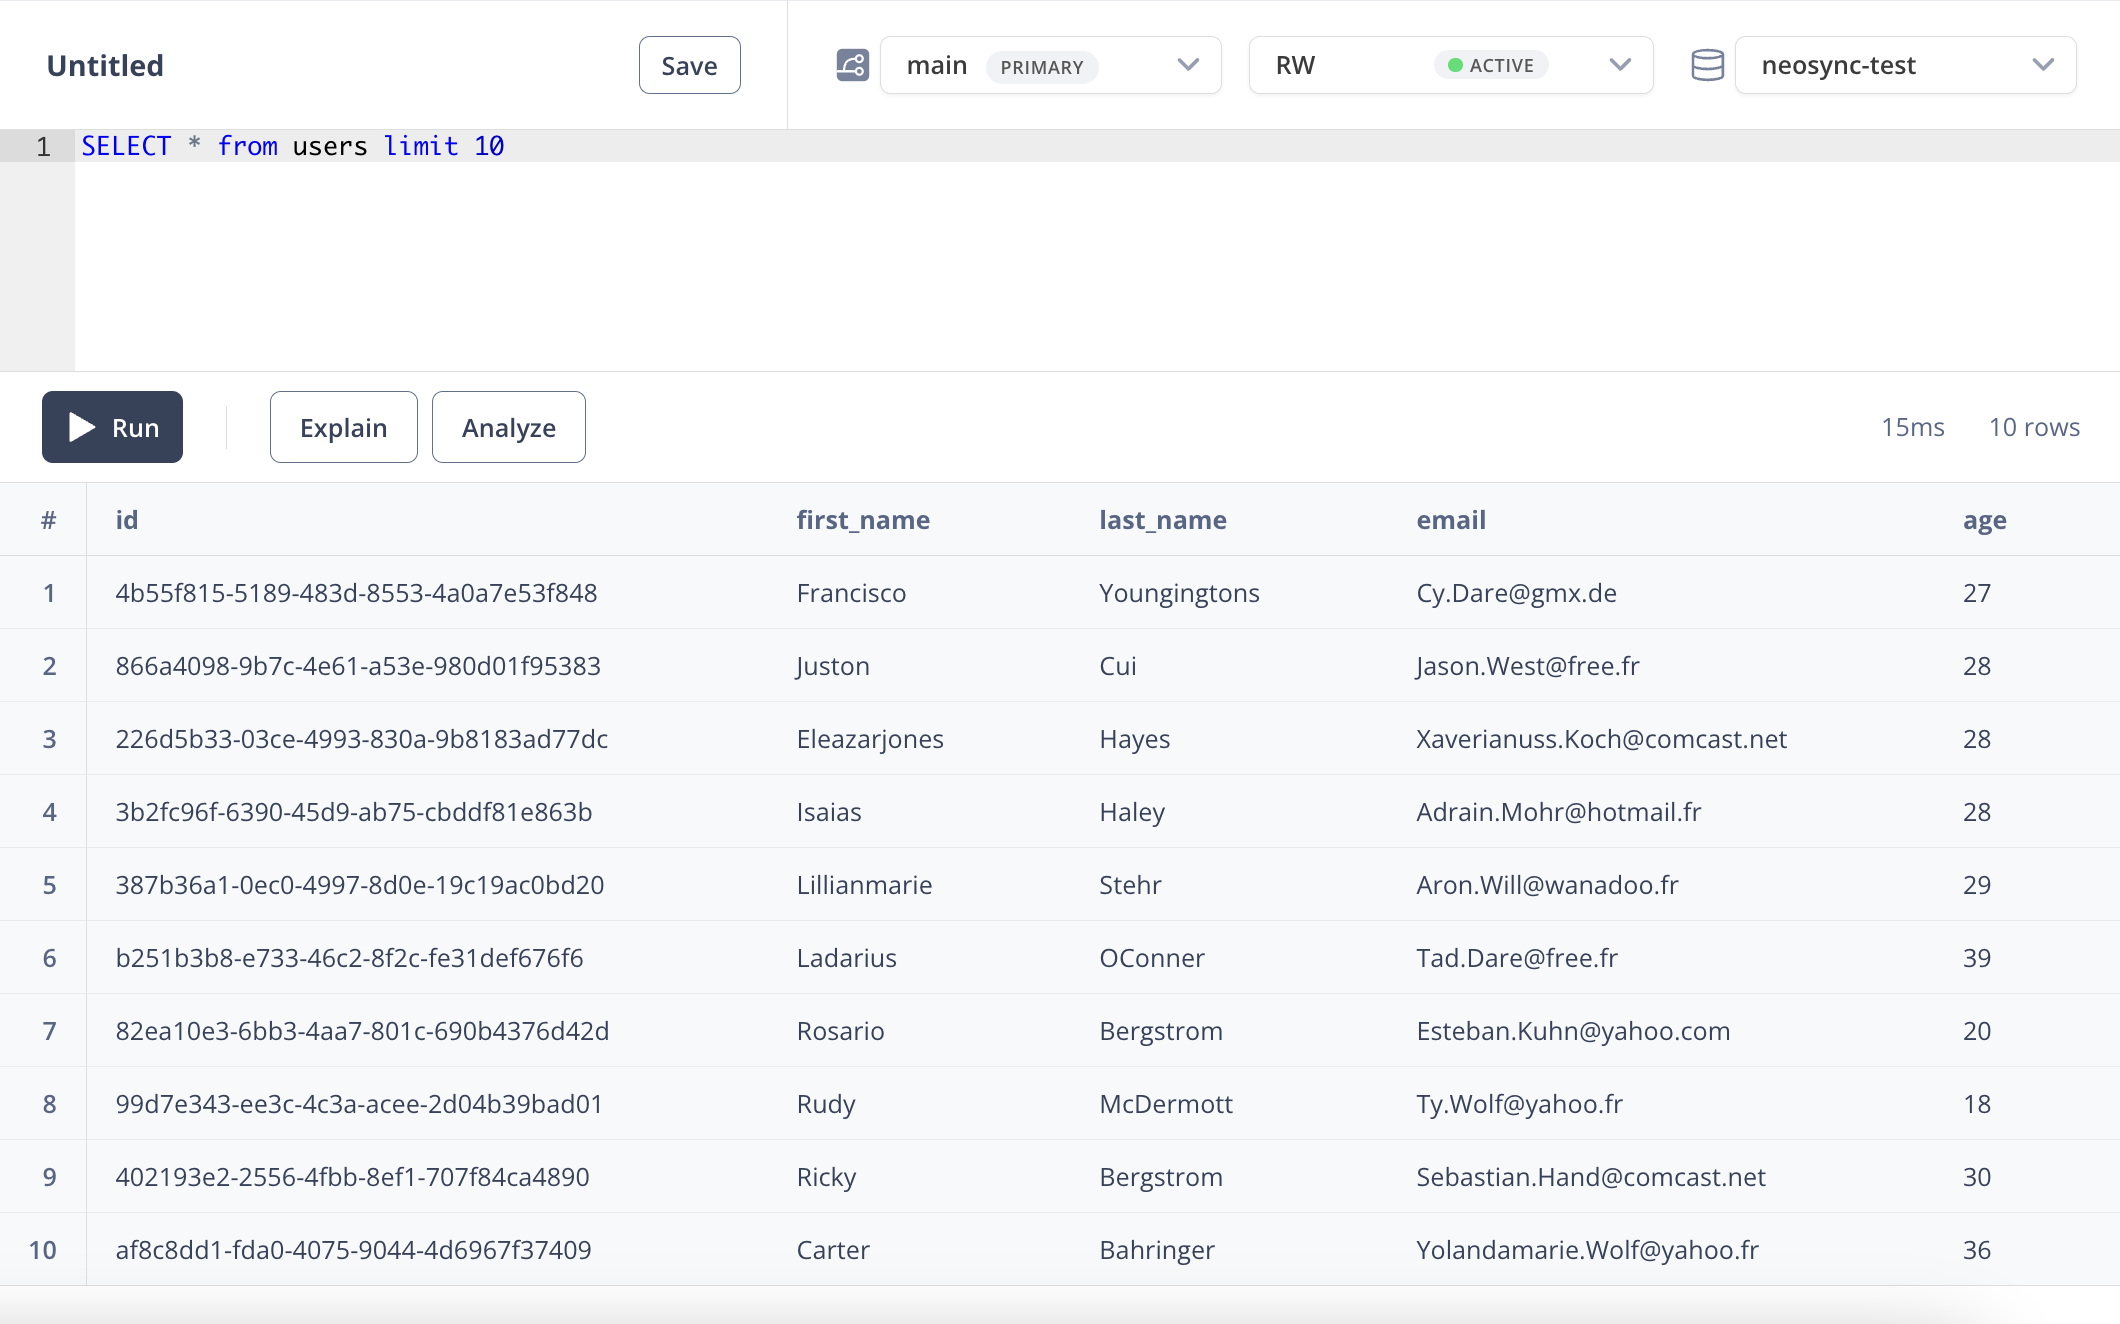 Untitled Save main PRIMARY RW ACTIVE neosync-test
1 SELECT * from users limit 10
Run Explain Analyze 15ms 10 rows
# id first_name last_name email age
1 4b55f815-5189-483d-8553-4a0a7e53f848 Francisco Youngingtons Cy.Dare@gmx.de 27
2 866a4098-9b7c-4e61-a53e-980d01f95383 Juston Cui Jason.West@free.fr 28
3 226d5b33-03ce-4993-830a-9b8183ad77dc Eleazarjones Hayes Xaverianuss.Koch@comcast.net 28
4 3b2fc96f-6390-45d9-ab75-cbddf81e863b Isaias Haley Adrain.Mohr@hotmail.fr 28
5 387b36a1-0ec0-4997-8d0e-19c19ac0bd20 Lillianmarie Stehr Aron.Will@wanadoo.fr 29
6 b251b3b8-e733-46c2-8f2c-fe31def676f6 Ladarius OConner Tad.Dare@free.fr 39
7 82ea10e3-6bb3-4aa7-801c-690b4376d42d Rosario Bergstrom Esteban.Kuhn@yahoo.com 20
8 99d7e343-ee3c-4c3a-acee-2d04b39bad01 Rudy McDermott Ty.Wolf@yahoo.fr 18
9 402193e2-2556-4fbb-8ef1-707f84ca4890 Ricky Bergstrom Sebastian.Hand@comcast.net 30
10 af8c8dd1-fda0-4075-9044-4d6967f37409 Carter Bahringer Yolandamarie.Wolf@yahoo.fr 36